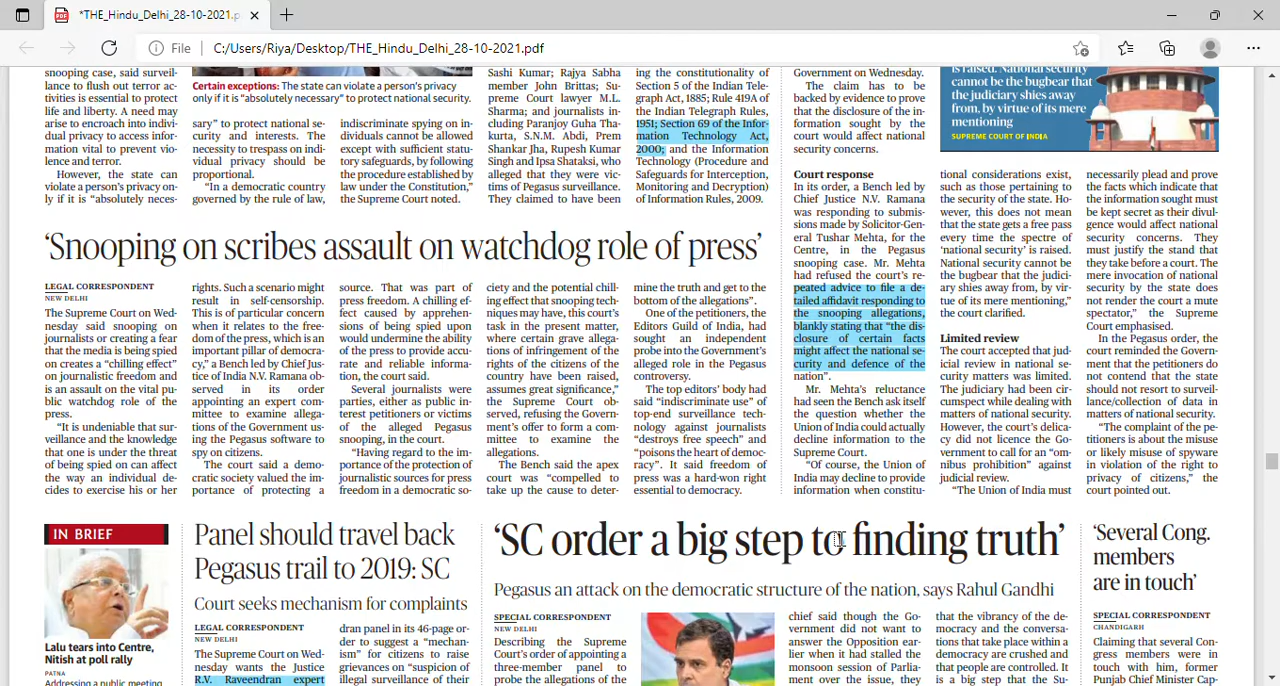 *THE_Hindu_Delhi_28-10-2021.p
File
C:/Users/Riya/Desktop/THE_Hindu_Delhi_28-10-2021.pdf
snooping case, said surveil-
lance to flush out terror ac-
tivities is essential to protect
life and liberty. A need may
arise to encroach into indivi-
dual privacy to access infor-
mation vital to prevent vio-
lence and terror.
However, the state can
violate a person's privacy on-
ly if it is “absolutely neces-
Certain exceptions: The state can violate a person's privacy
only if it is “absolutely necessary” to protect national security.
sary” to protect national se-
curity and interests. The
necessity to trespass on indi-
vidual privacy should be
proportional.
“In a democratic country
governed by the rule of law,
indiscriminate spying on in-
dividuals cannot be allowed
except with sufficient statu-
tory safeguards, by following
the procedure established by
law under the Constitution,”
the Supreme Court noted.
Sashi Kumar; Rajya Sabha
member John Brittas; Su-
preme Court lawyer M.L.
Sharma; and journalists in-
cluding Paranjoy Guha Tha-
kurta, S.N.M. Abdi, Prem
Shankar Jha, Rupesh Kumar
Singh and Ipsa Shataksi, who
alleged that they were vic-
tims of Pegasus surveillance.
They claimed to have been
ing the constitutionality of
Section 5 of the Indian Tele-
graph Act, 1885; Rule 419A of
the Indian Telegraph Rules,
1951; Section 69 of the Infor-
mation Technology Act,
2000; and the Information
Technology (Procedure and
Safeguards for Interception,
Monitoring and Decryption)
of Information Rules, 2009.
Government on Wednesday.
The claim has to be
backed by evidence to prove
that the disclosure of the in-
formation sought by the
court would affect national
security concerns.
Court response
In its order, a Bench led by
Chief Justice N.V. Ramana
was responding to submis-
sions made by Solicitor-Gen-
eral Tushar Mehta, for the
Centre, in the Pegasus
snooping case. Mr. Mehta
had refused the court's re-
peated advice to file a de-
tailed affidavit responding to
the snooping allegations,
blankly stating that “the dis-
closure of certain facts
might affect the national se-
curity and defence of the
nation”.
Mr. Mehta's reluctance
had seen the Bench ask itself
the question whether the
Union of India could actually
decline information to the
Supreme Court.
“Of course, the Union of
India may decline to provide
information when constitu-
is raised. National security
cannot be the bugbear that
the judiciary shies away
from, by virtue of its mere
mentioning
SUPREME COURT OF INDIA
tional considerations exist,
such as those pertaining to
the security of the state. Ho-
wever, this does not mean
that the state gets a free pass
every time the spectre of
‘national security’ is raised.
National security cannot be
the bugbear that the judici-
ary shies away from, by vir-
tue of its mere mentioning,”
the court clarified.
Limited review
The court accepted that jud-
icial review in national se-
curity matters was limited.
The judiciary had been cir-
cumspect while dealing with
matters of national security.
However, the court's delica-
cy did not licence the Go-
vernment to call for an “om-
nibus prohibition” against
judicial review.
“The Union of India must
necessarily plead and prove
the facts which indicate that
the information sought must
be kept secret as their divul-
gence would affect national
security concerns. They
must justify the stand that
they take before a court. The
mere invocation of national
security by the state does
not render the court a mute
spectator,” the Supreme
Court emphasised.
In the Pegasus order, the
court reminded the Govern-
ment that the petitioners do
not contend that the state
should not resort to surveil-
lance/collection of data in
matters of national security.
“The complaint of the pe-
titioners is about the misuse
or likely misuse of spyware
in violation of the right to
privacy of citizens,” the
court pointed out.
‘Snooping on scribes assault on watchdog role of press’
LEGAL CORRESPONDENT
NEW DELHI
The Supreme Court on Wed-
nesday said snooping on
journalists or creating a fear
that the media is being spied
on creates a “chilling effect”
on journalistic freedom and
is an assault on the vital pu-
blic watchdog role of the
press.
“It is undeniable that sur-
veillance and the knowledge
that one is under the threat
of being spied on can affect
the way an individual de-
cides to exercise his or her
rights. Such a scenario might
result in self-censorship.
This is of particular concern
when it relates to the free-
dom of the press, which is an
important pillar of democra-
cy,” a Bench led by Chief Jus-
tice of India N.V. Ramana ob-
served in its order
appointing an expert com-
mittee to examine allega-
tions of the Government us-
ing the Pegasus software to
spy on citizens.
The court said a demo-
cratic society valued the im-
portance of protecting a
source. That was part of
press freedom. A chilling ef-
fect caused by apprehen-
sions of being spied upon
would undermine the ability
of the press to provide accu-
rate and reliable informa-
tion, the court said.
Several journalists were
parties, either as public in-
terest petitioners or victims
of the alleged Pegasus
snooping, in the court.
“Having regard to the im-
portance of the protection of
journalistic sources for press
freedom in a democratic so-
ciety and the potential chill-
ing effect that snooping tech-
niques may have, this court's
task in the present matter,
where certain grave allega-
tions of infringement of the
rights of the citizens of the
country have been raised,
assumes great significance,”
the Supreme Court ob-
served, refusing the Govern-
ment's offer to form a com-
mittee to examine the
allegations.
The Bench said the apex
court was “compelled to
take up the cause to deter-
mine the truth and get to the
bottom of the allegations”.
One of the petitioners, the
Editors Guild of India, had
sought an independent
probe into the Government's
alleged role in the Pegasus
controversy.
The top editors' body had
said “indiscriminate use” of
top-end surveillance tech-
nology against journalists
“destroys free speech” and
“poisons the heart of democ-
racy”. It said freedom of
press was a hard-won right
essential to democracy.
IN BRIEF
Lalu tears into Centre,
Nitish at poll rally
PATNA
Addressing a public meeting
Panel should travel back
Pegasus trail to 2019: SC
Court seeks mechanism for complaints
LEGAL CORRESPONDENT
NEW DELHI
The Supreme Court on Wed-
nesday wants the Justice
R.V. Raveendran expert
dran panel in its 46-page or-
der to suggest a “mechan-
ism” for citizens to raise
grievances on “suspicion of
illegal surveillance of their
‘SC order a big step to finding truth’
Pegasus an attack on the democratic structure of the nation, says Rahul Gandhi
SPECIAL CORRESPONDENT
NEW DELHI
Describing the Supreme
Court's order of appointing a
three-member panel to
probe the allegations of the
chief said though the Go-
vernment did not want to
answer the Opposition ear-
lier when it had stalled the
monsoon session of Parlia-
ment over the issue, they
that the vibrancy of the de-
mocracy and the conversa-
tions that take place within a
democracy are crushed and
that people are controlled. It
is a big step that the Su-
‘Several Cong.
members
are in touch’
SPECIAL CORRESPONDENT
CHANDIGARH
Claiming that several Con-
gress members were in
touch with him, former
Punjab Chief Minister Cap-